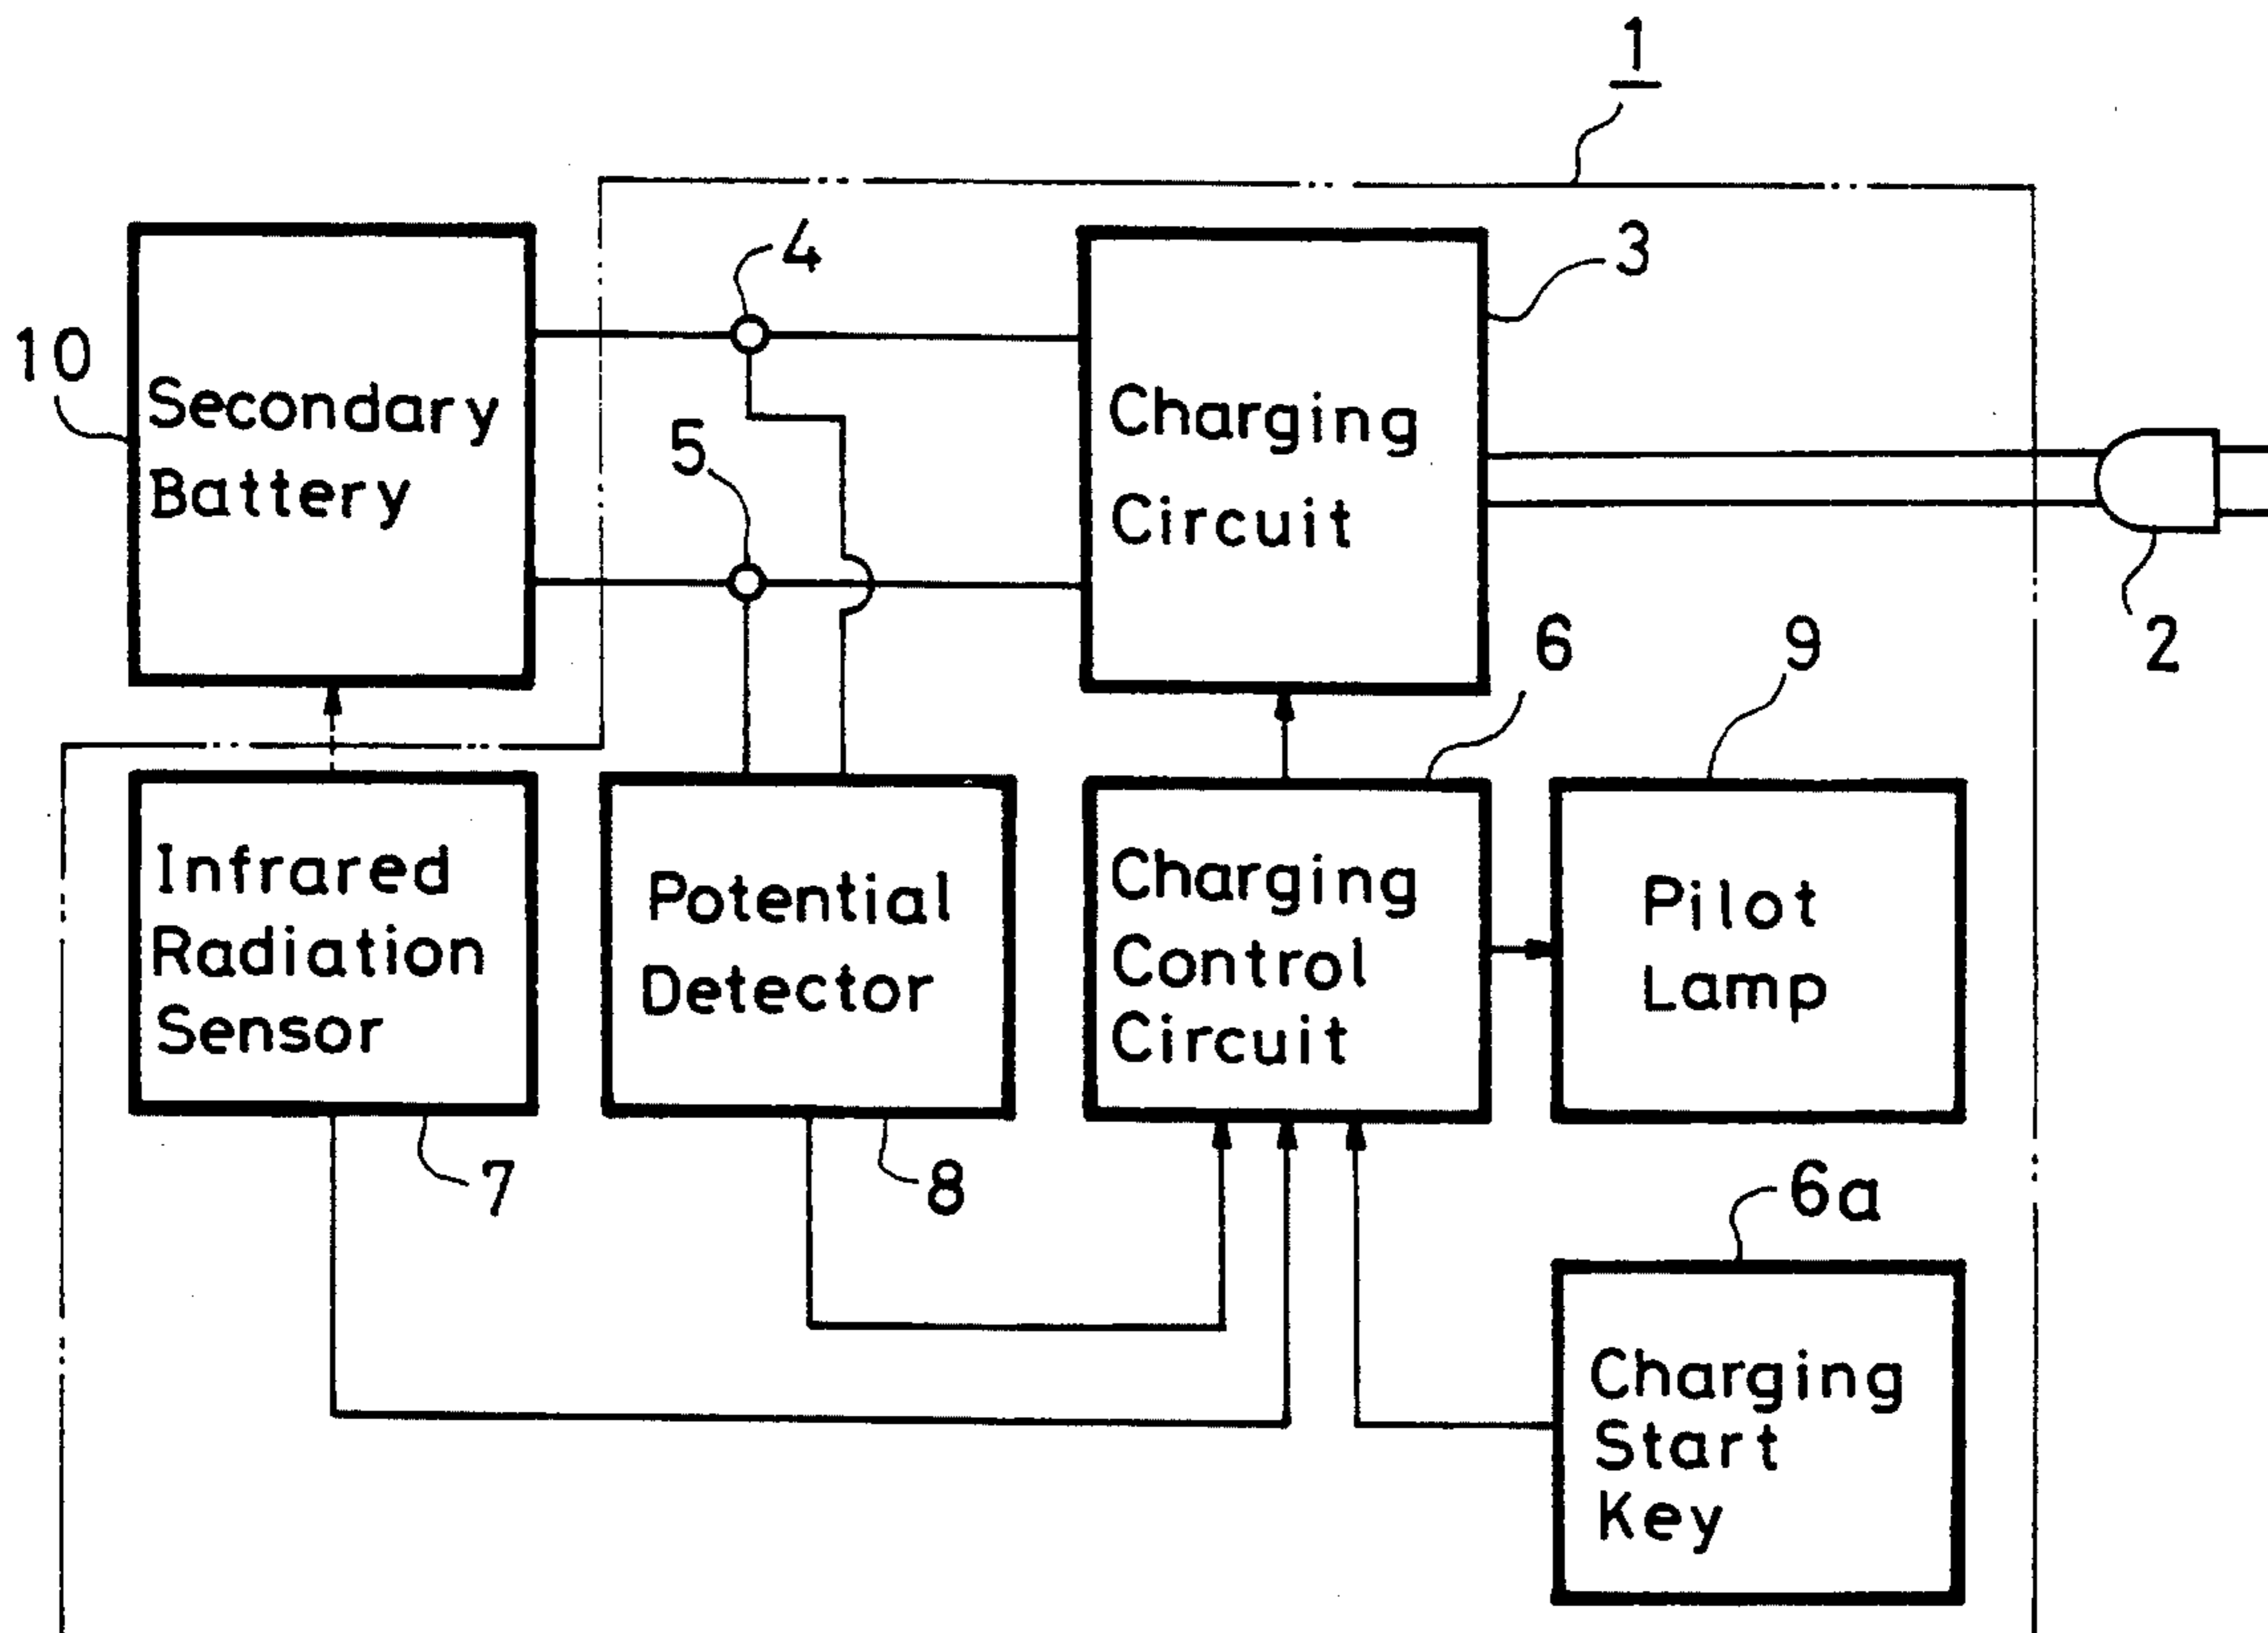 1
4
3
10
Secondary
Battery
5
Charging
Circuit
2
6
9
Infrared
Radiation
Sensor
Potential
Detector
Charging
Control
Circuit
Pilot
Lamp
7
8
6a
Charging
Start
Key